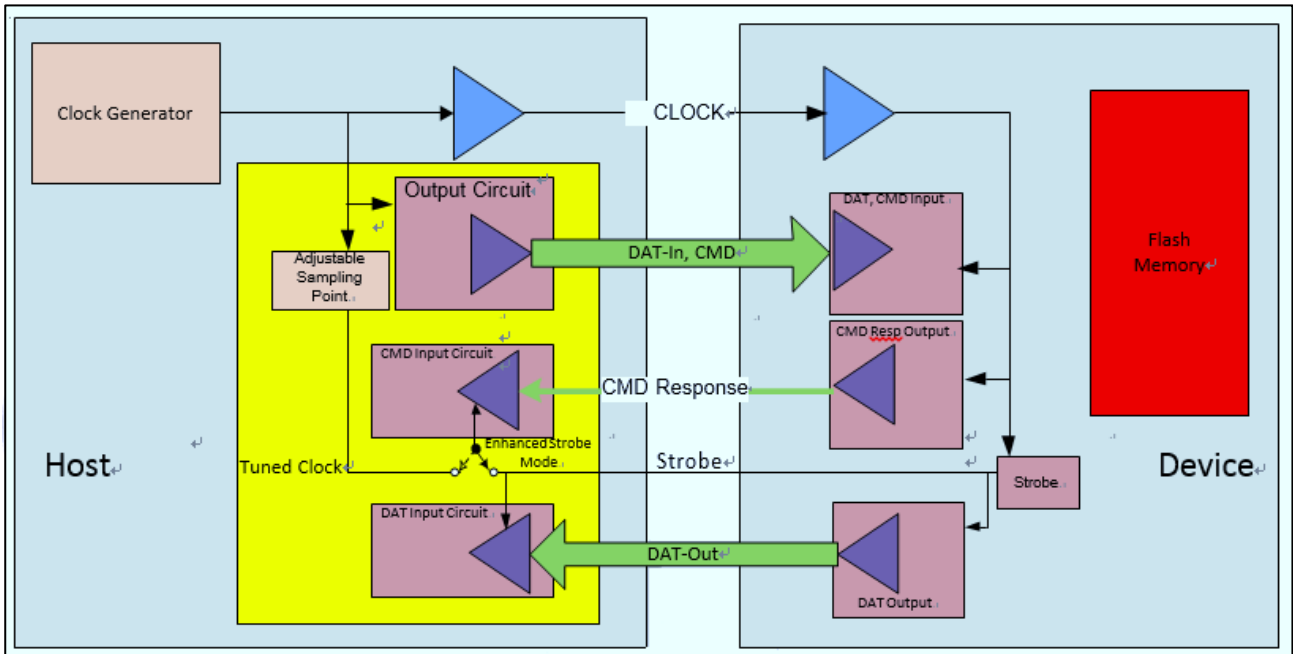 Clock Generator
CLOCK
Output Circuit
DAT, CMD Input
DAT-In, CMD
Adjustable
Sampling
Point
Flash
Memory
CMD Input Circuit
CMD Resp Output
CMD Response
Enhanced Strobe
Mode
Host
Tuned Clock
Strobe
Strobe
Device
DAT Input Circuit
DAT-Out
DAT Output